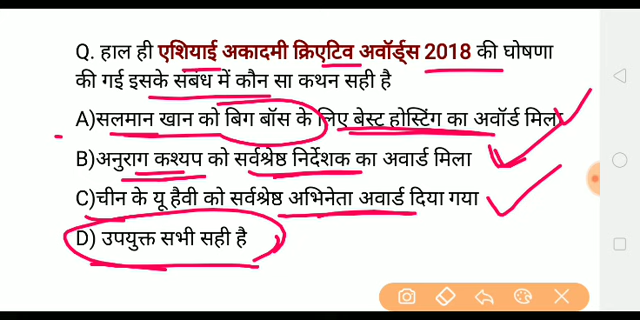 Q. हाल ही एशियाई अकादमी क्रिएटिव अवॉर्ड्स 2018 की घोषणा
की गई इसके संबंध में कौन सा कथन सही है
A)सलमान खान को बिग बॉस के लिए बेस्ट होस्टिंग का अवॉर्ड मिला
B)अनुराग कश्यप को सर्वश्रेष्ठ निर्देशक का अवार्ड मिला
C)चीन के यू हैवी को सर्वश्रेष्ठ अभिनेता अवार्ड दिया गया
D) उपयुक्त सभी सही है